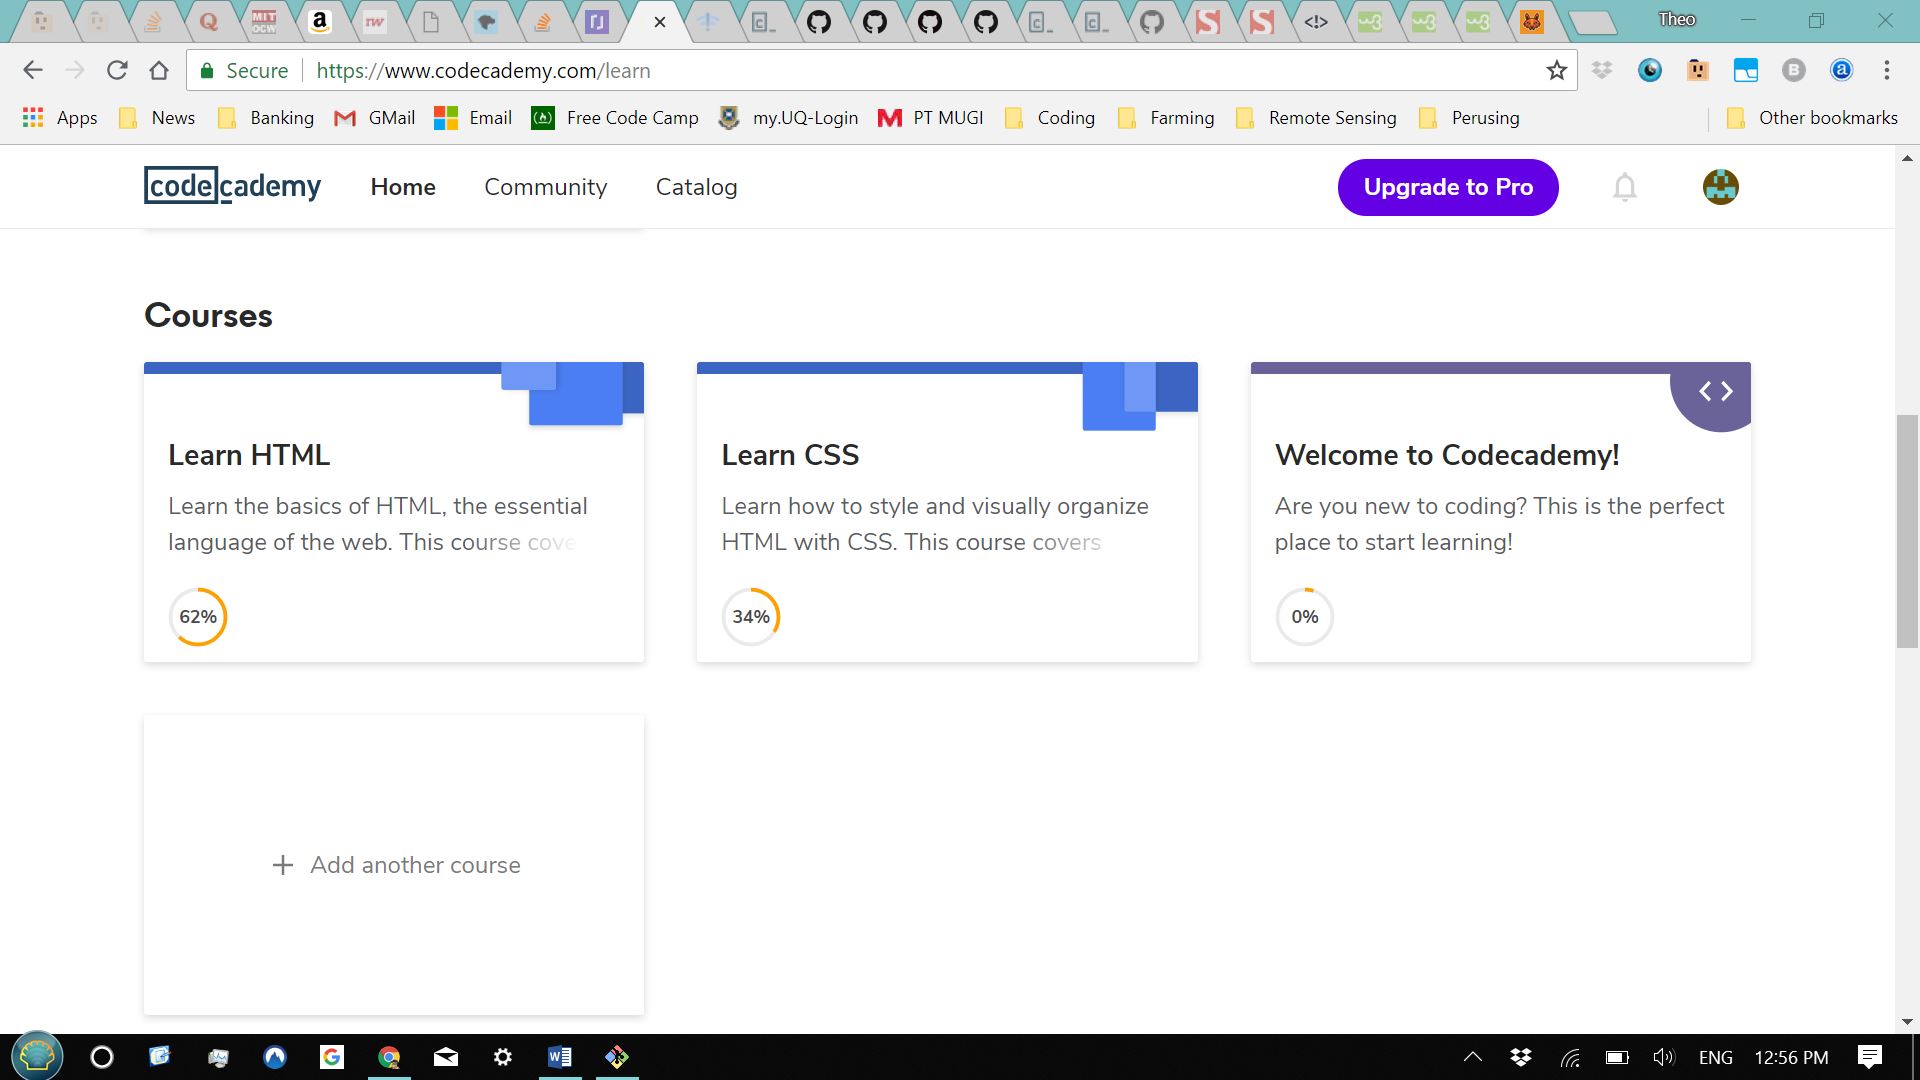 Theo
Secure https://www.codecademy.com/learn
Apps News Banking GMail Email Free Code Camp my.UQ-Login PT MUGI Coding Farming Remote Sensing Perusing Other bookmarks
codecademy Home Community Catalog Upgrade to Pro
Courses
Learn HTML
Learn the basics of HTML, the essential
language of the web. This course cove
62%
Learn CSS
Learn how to style and visually organize
HTML with CSS. This course covers
34%
Welcome to Codecademy!
Are you new to coding? This is the perfect
place to start learning!
0%
+ Add another course
ENG 12:56 PM